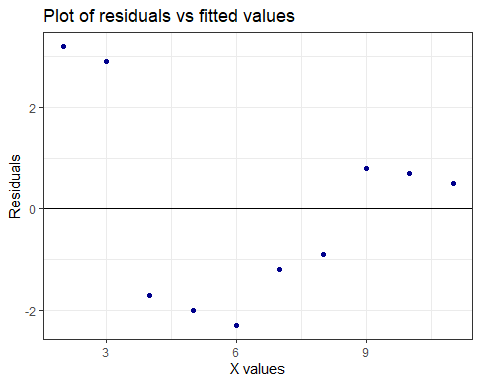 Plot of residuals vs fitted values
2
0
-2
Residuals
3 6 9
X values